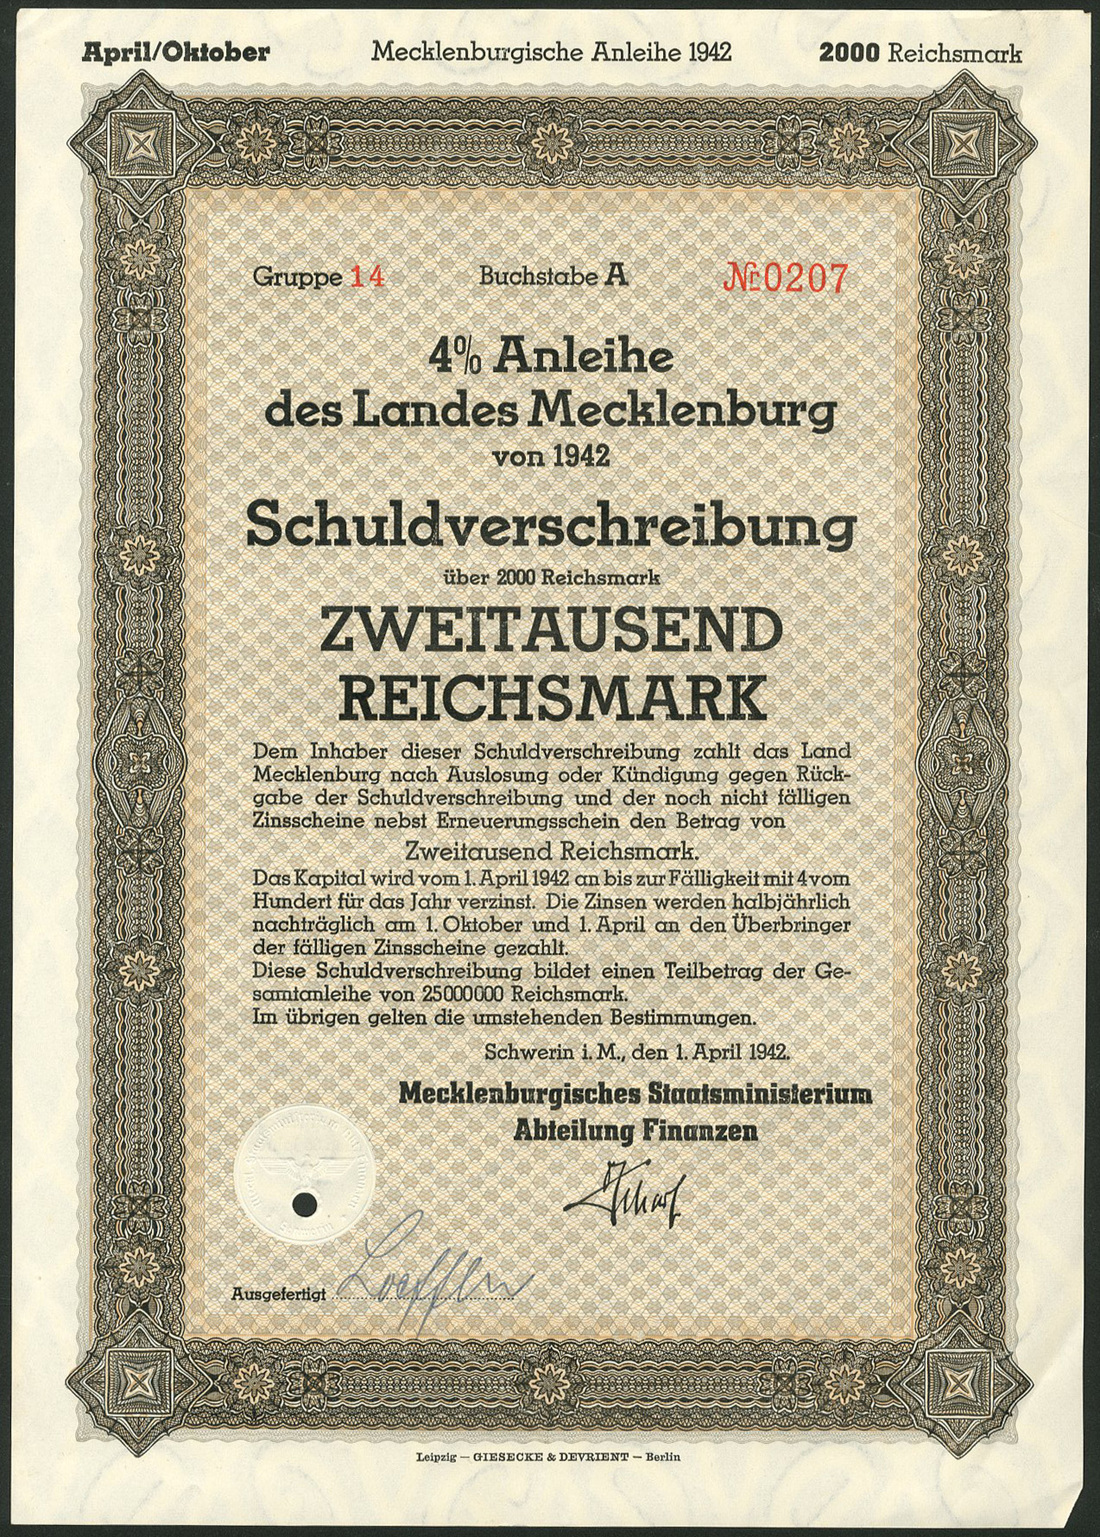 April/Oktober Mecklenburgische Anleihe 1942 2000 Reichsmark
Gruppe 14 Buchstabe A Nr. 0207
4% Anleihe
des Landes Mecklenburg
von 1942
Schuldverschreibung
über 2000 Reichsmark
ZWEITAUSEND
REICHSMARK
Dem Inhaber dieser Schuldverschreibung zahlt das Land
Mecklenburg nach Auslosung oder Kündigung gegen Rück-
gabe der Schuldverschreibung und der noch nicht fälligen
Zinsscheine nebst Erneuerungsschein den Betrag von
Zweitausend Reichsmark.
Das Kapital wird vom 1. April 1942 an bis zur Fälligkeit mit 4 vom
Hundert für das Jahr verzinst. Die Zinsen werden halbjährlich
nachträglich am 1. Oktober und 1. April an den Überbringer
der fälligen Zinsscheine gezahlt.
Diese Schuldverschreibung bildet einen Teilbetrag der Ge-
samtanleihe von 25000000 Reichsmark.
Im übrigen gelten die umstehenden Bestimmungen.
Schwerin i. M., den 1. April 1942.
Mecklenburgisches Staatsministerium
Abteilung Finanzen
Ausgefertigt
Leipzig — GIESECKE & DEVRIENT — Berlin